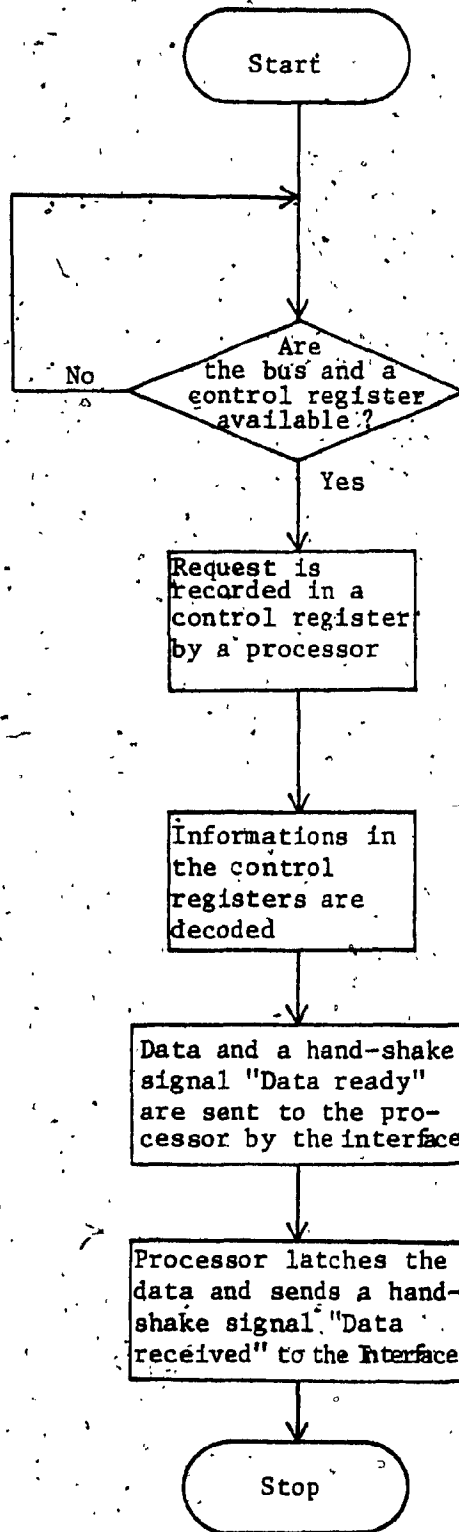 Start
Are
the bus and a
control register
available ?
No
Yes
Request is
recorded in a
control register
by a processor
Informations in
the control
registers are
decoded
Data and a hand-shake
signal "Data ready"
are sent to the pro-
cessor by the interface
Processor latches the
data and sends a hand-
shake signal "Data
received" to the Interface
Stop